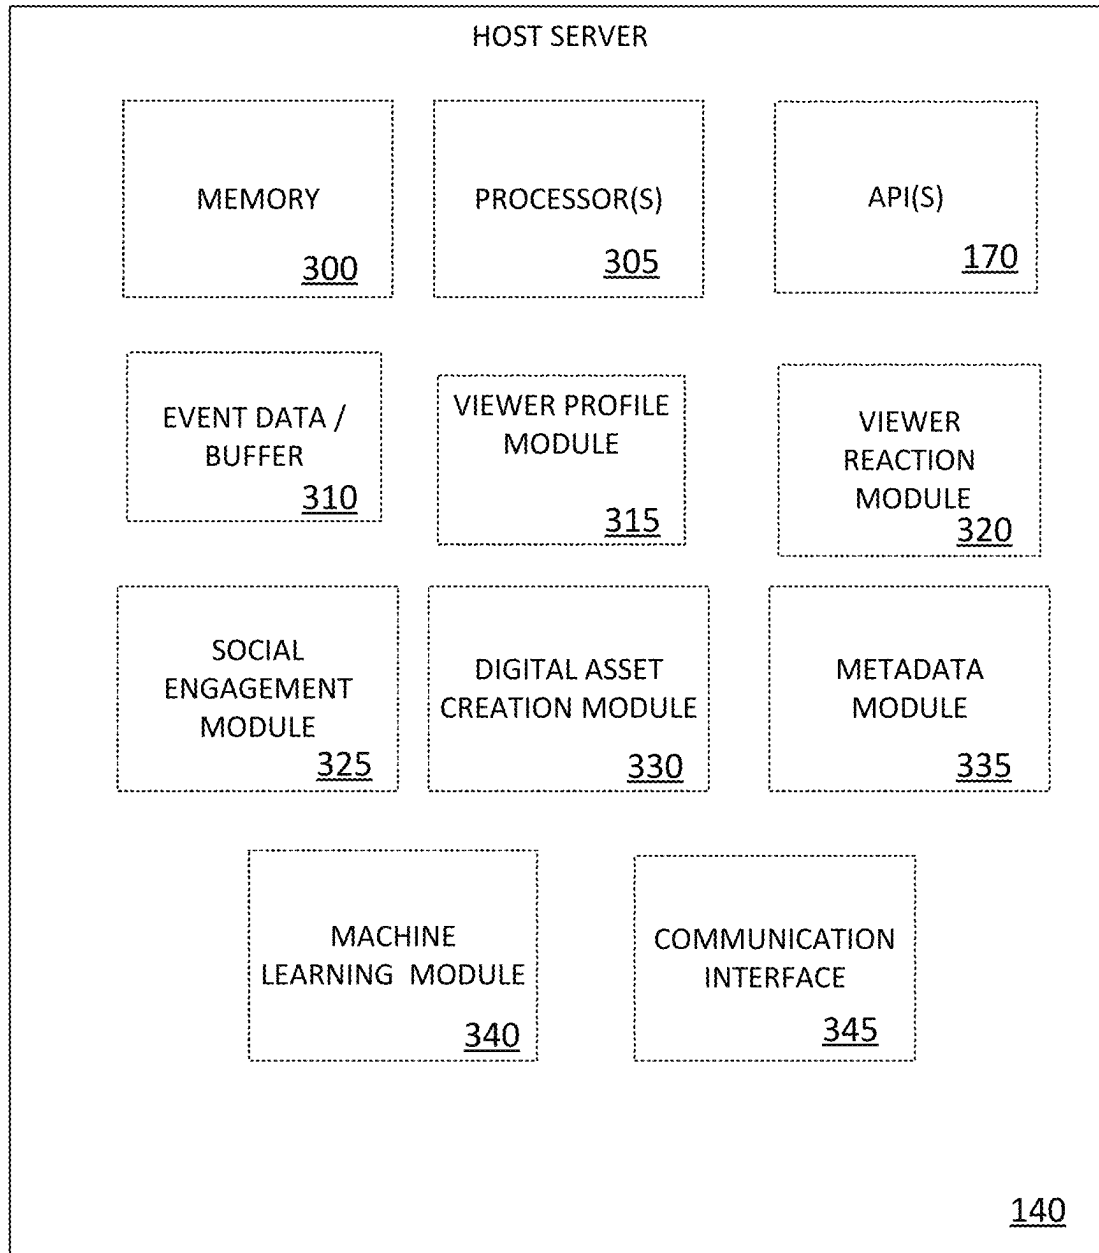 HOST SERVER
MEMORY
300
PROCESSOR(S)
305
API(S)
170
EVENT DATA /
BUFFER
310
VIEWER PROFILE
MODULE
315
VIEWER
REACTION
MODULE
320
SOCIAL
ENGAGEMENT
MODULE
325
DIGITAL ASSET
CREATION MODULE
330
METADATA
MODULE
335
MACHINE
LEARNING MODULE
340
COMMUNICATION
INTERFACE
345
140